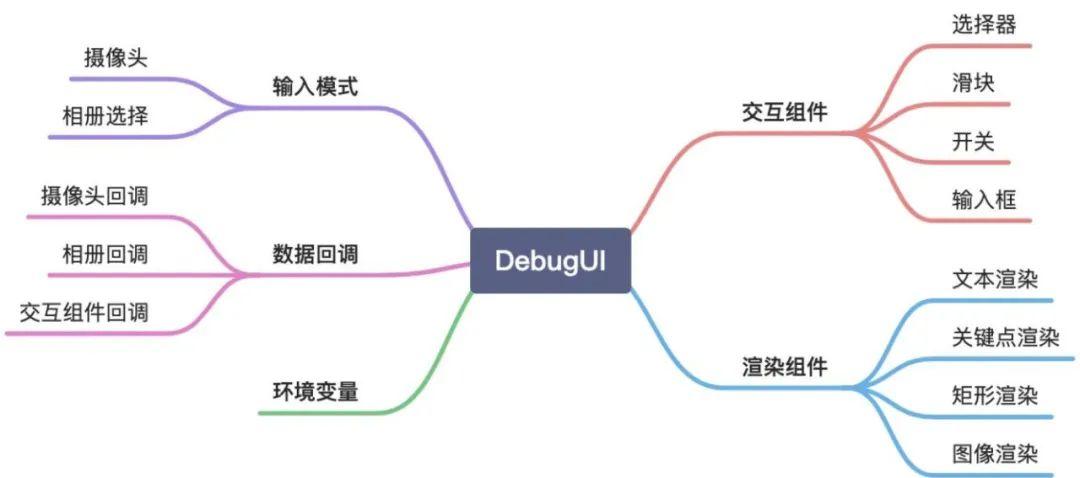 DebugUI
输入模式
摄像头
相册选择
数据回调
摄像头回调
相册回调
交互组件回调
环境变量
交互组件
选择器
滑块
开关
输入框
渲染组件
文本渲染
关键点渲染
矩形渲染
图像渲染